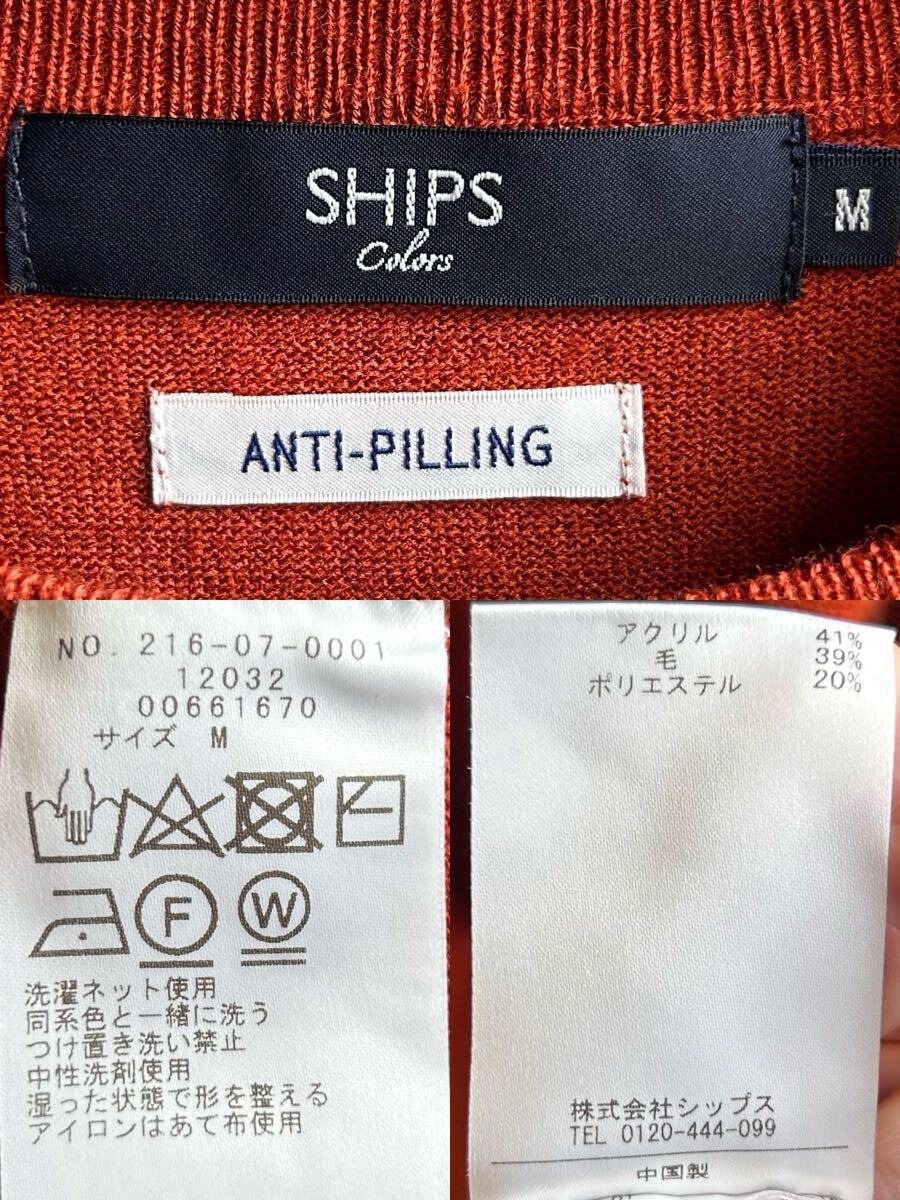 SHIPS
Colors
M
ANTI-PILLING
NO. 216-07-0001
12032
00661670
サイズ M
F
W
洗濯ネット使用
同系色と一緒に洗う
つけ置き洗い禁止
中性洗剤使用
湿った状態で形を整える
アイロンはあて布使用
アクリル 41%
毛 39%
ポリエステル 20%
株式会社シップス
TEL 0120-444-099
中国製